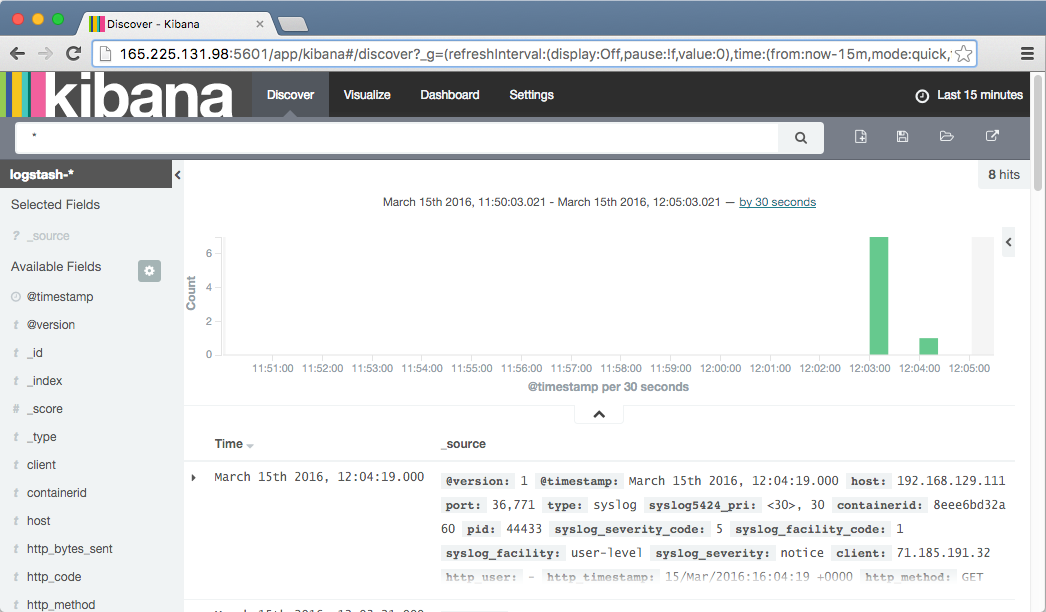 Discover - Kibana
165.225.131.98:5601/app/kibana#/discover?_g=(refreshInterval:(display:Off,pause:!f,value:0),time:(from:now-15m,mode:quick,
kibana Discover Visualize Dashboard Settings Last 15 minutes
*
logstash-*
8 hits
Selected Fields
? _source
Available Fields
@timestamp
t @version
t _id
t _index
# _score
t _type
t client
t containerid
t host
t http_bytes_sent
t http_code
t http_method
March 15th 2016, 11:50:03.021 - March 15th 2016, 12:05:03.021 — by 30 seconds
Count
6
4
2
0
11:51:00 11:52:00 11:53:00 11:54:00 11:55:00 11:56:00 11:57:00 11:58:00 11:59:00 12:00:00 12:01:00 12:02:00 12:03:00 12:04:00 12:05:00
@timestamp per 30 seconds
Time _source
March 15th 2016, 12:04:19.000
@version: 1 @timestamp: March 15th 2016, 12:04:19.000 host: 192.168.129.111
port: 36,771 type: syslog syslog5424_pri: <30>, 30 containerid: 8eee6bd32a
60 pid: 44433 syslog_severity_code: 5 syslog_facility_code: 1
syslog_facility: user-level syslog_severity: notice client: 71.185.191.32
http_user: - http_timestamp: 15/Mar/2016:16:04:19 +0000 http_method: GET